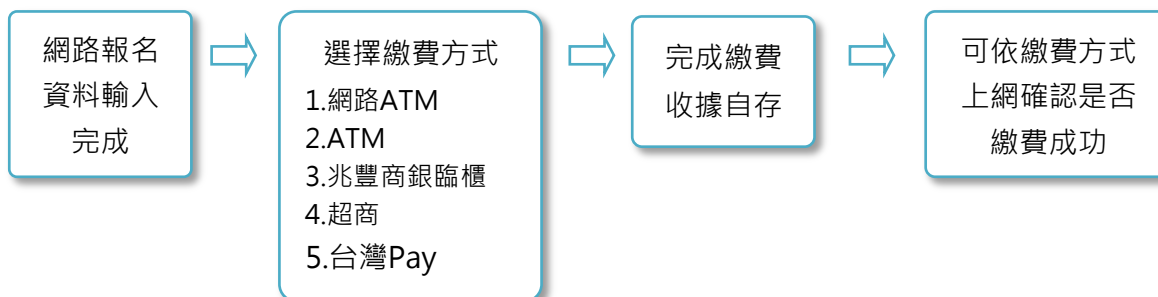 網路報名
資料輸入
完成
選擇繳費方式
1.網路ATM
2.ATM
3.兆豐商銀臨櫃
4.超商
5.台灣Pay
完成繳費
收據自存
可依繳費方式
上網確認是否
繳費成功